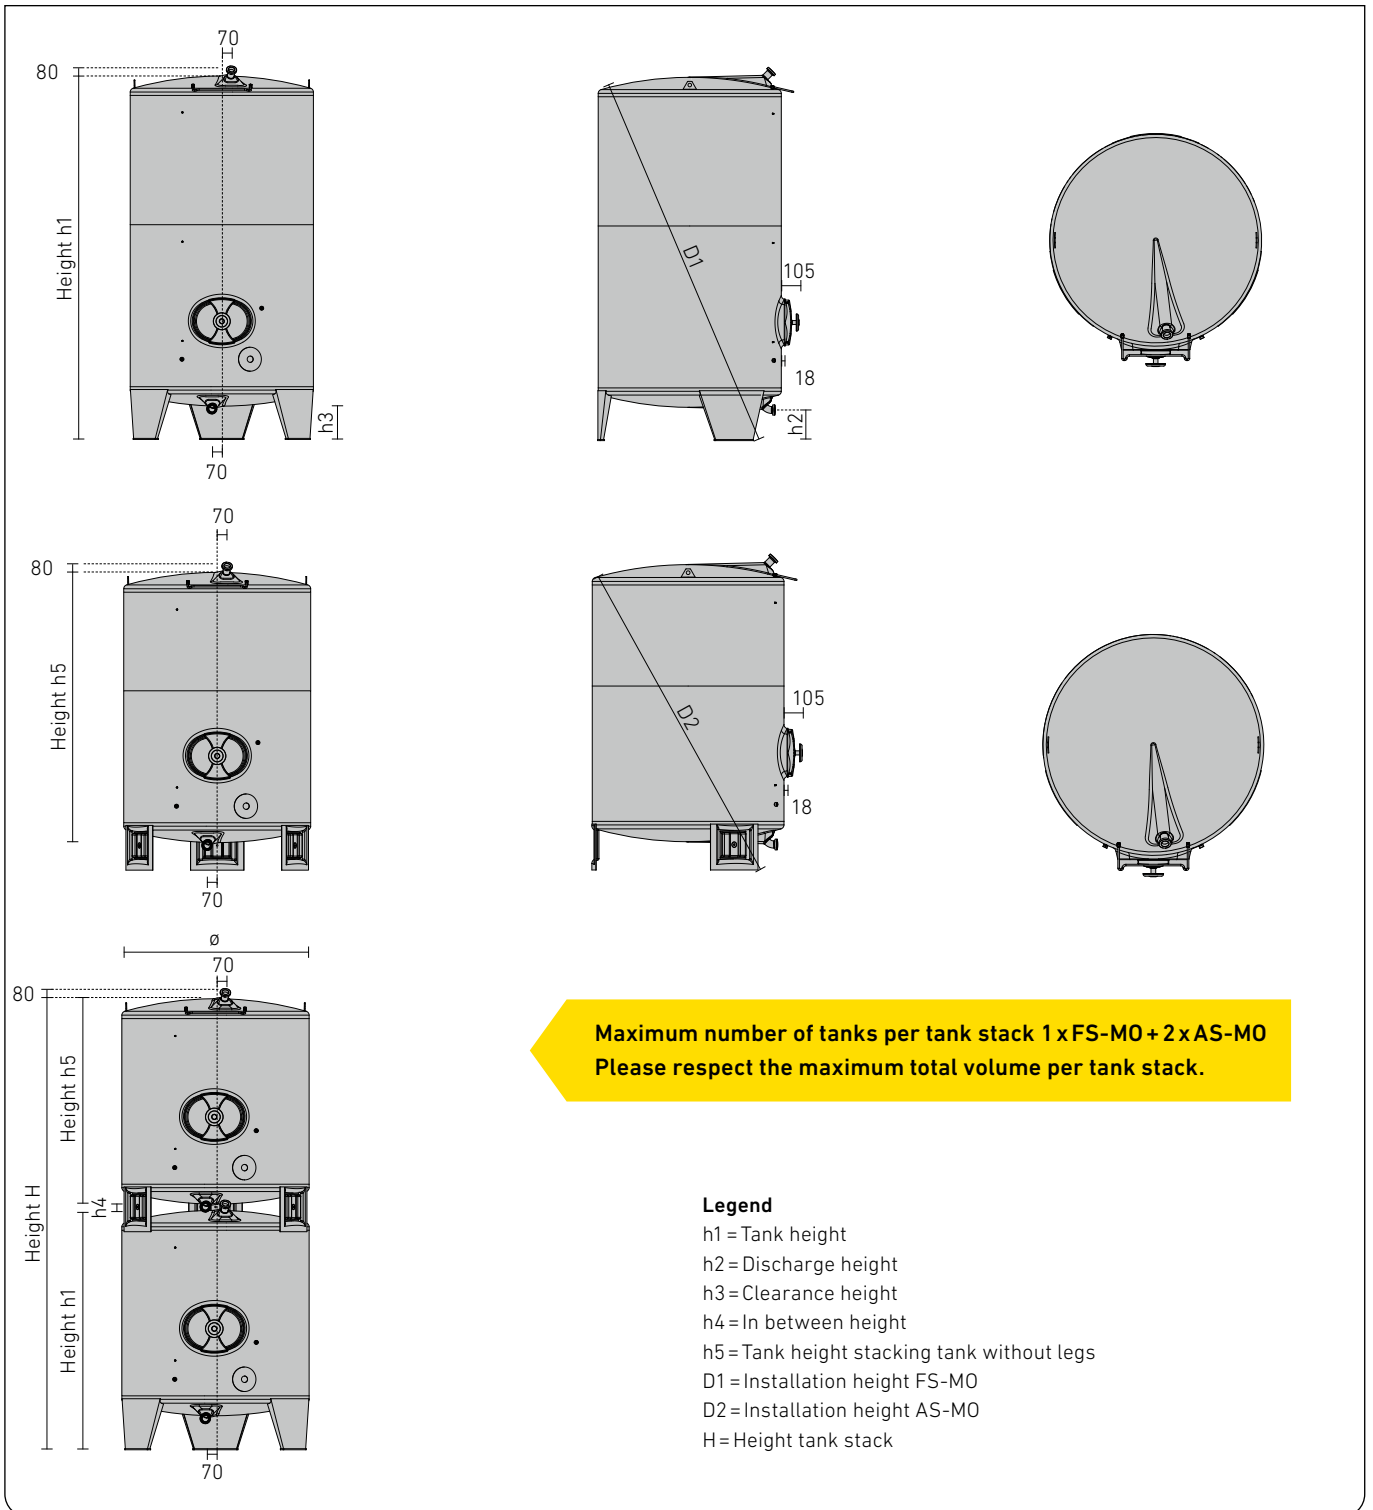 70
80
Height h1
D1
105
18
h3
h2
70
70
80
Height h5
D2
105
18
70
ø
70
80
Height h5
h4
Height H
Height h1
70
Maximum number of tanks per tank stack 1 x FS-MO + 2 x AS-MO
Please respect the maximum total volume per tank stack.
Legend
h1 = Tank height
h2 = Discharge height
h3 = Clearance height
h4 = In between height
h5 = Tank height stacking tank without legs
D1 = Installation height FS-MO
D2 = Installation height AS-MO
H = Height tank stack